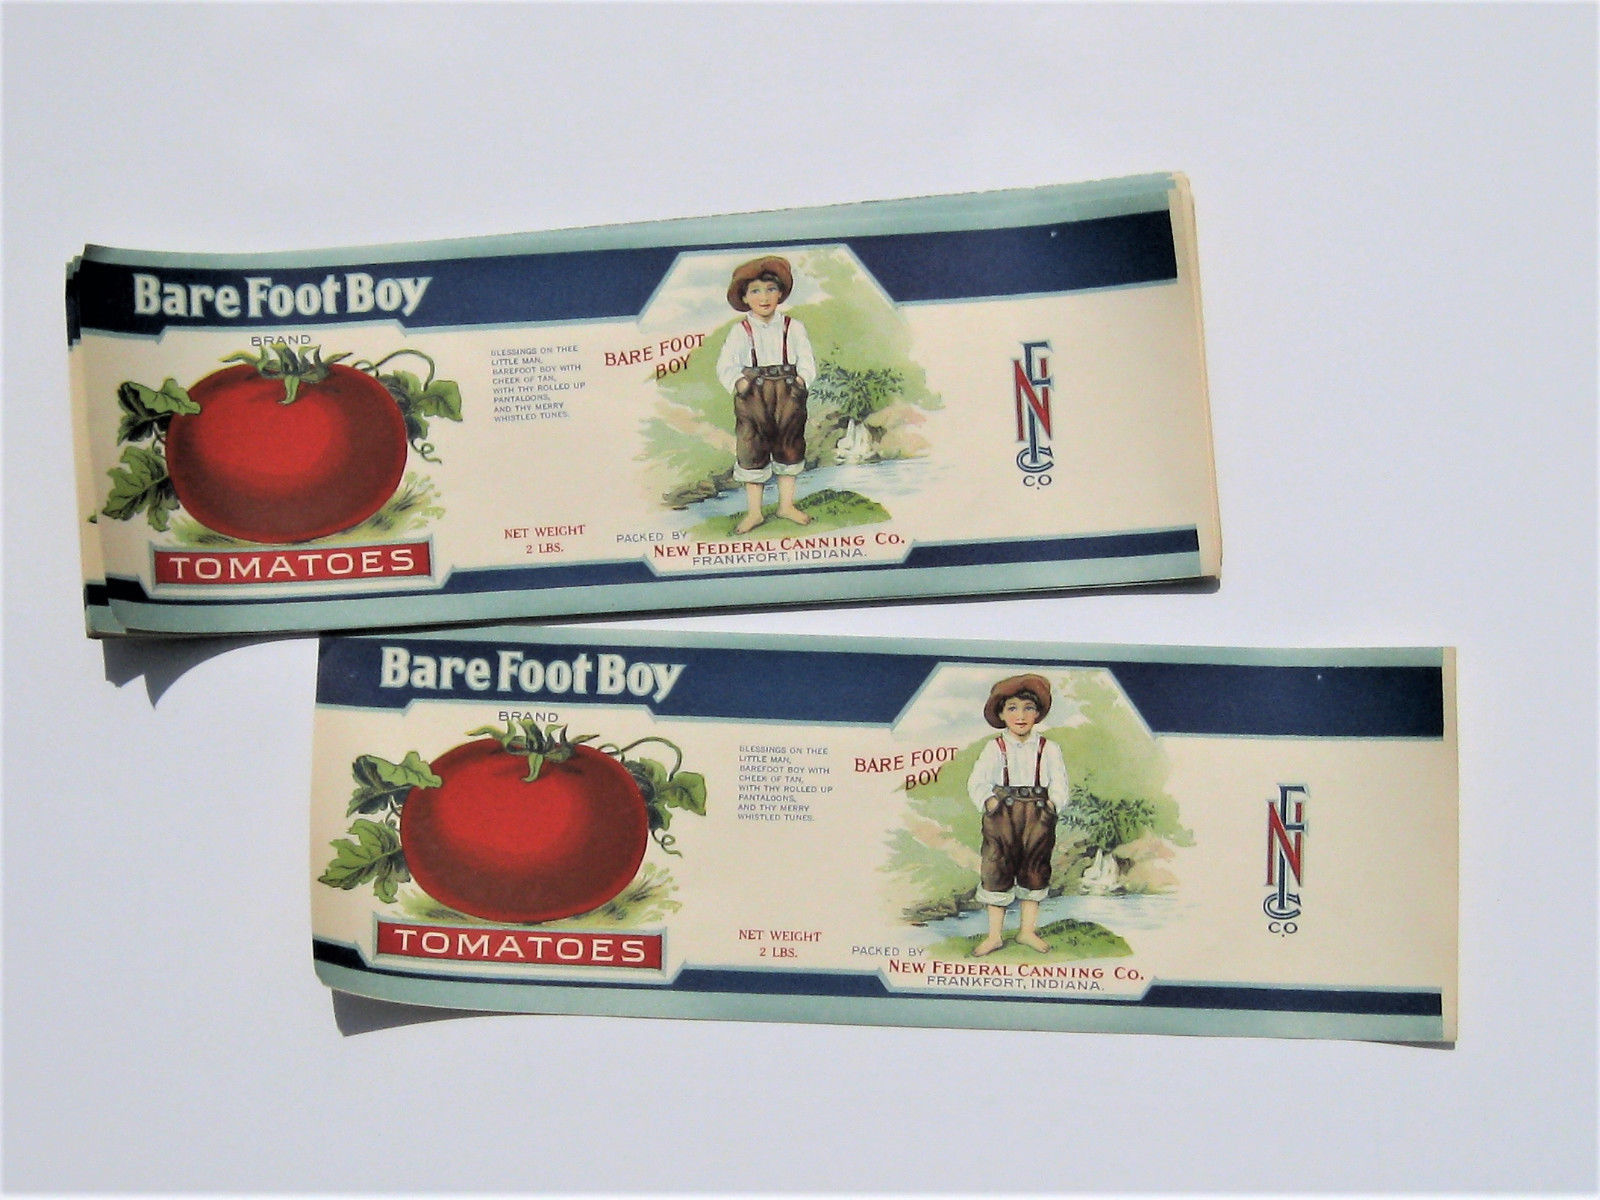 Bare Foot Boy
BRAND
TOMATOES
BLESSINGS ON THEE
LITTLE MAN,
BAREFOOT BOY WITH
CHEEK OF TAN,
WITH THY ROLLED UP
PANTALOONS,
AND THY MERRY
WHISTLED TUNES.
NET WEIGHT
2 LBS.
BARE FOOT
BOY
PACKED BY
NEW FEDERAL CANNING CO.
FRANKFORT, INDIANA.
NFC
CO
Bare Foot Boy
BRAND
TOMATOES
BLESSINGS ON THEE
LITTLE MAN,
BAREFOOT BOY WITH
CHEEK OF TAN,
WITH THY ROLLED UP
PANTALOONS,
AND THY MERRY
WHISTLED TUNES.
NET WEIGHT
2 LBS.
BARE FOOT
BOY
PACKED BY
NEW FEDERAL CANNING CO.
FRANKFORT, INDIANA.
NFC
CO